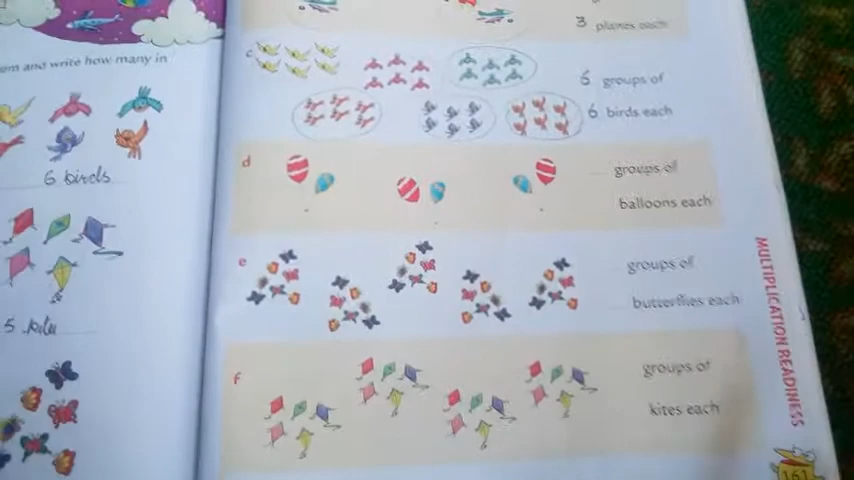 em and write how many in
6 birds
5 kite
3 planes each
c
6 groups of
6 birds each
d
groups of
balloons each
e
groups of
butterflies each
f
groups of
kites each
MULTIPLICATION READINESS
161